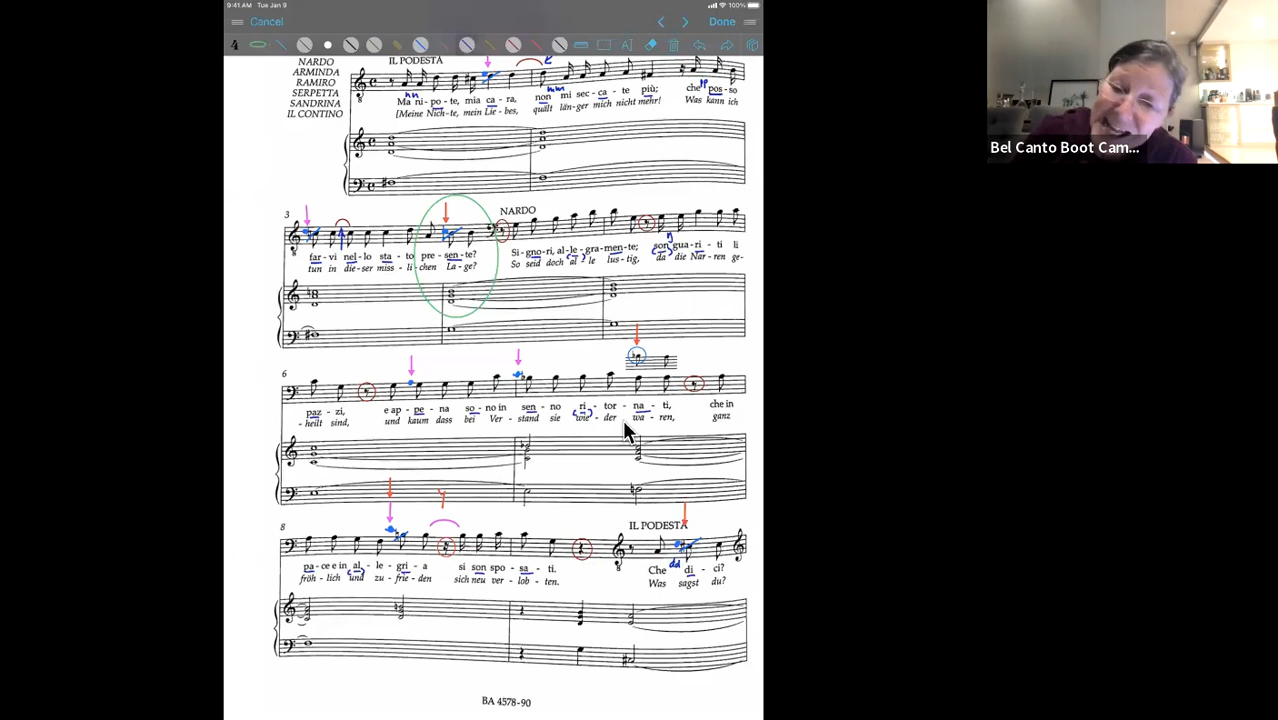 9:41 AM Tue Jan 9
100%
Cancel
Done
4
NARDO
ARMINDA
RAMIRO
SERPETTA
SANDRINA
IL CONTINO
IL PODESTÀ
nn
mm
pp
Ma ni - po - te, mia ca - ra, non mi sec - ca - te più; che pos - so
[Meine Nich - te, mein Lie - bes, quält län - ger mich nicht mehr! Was kann ich
3
NARDO
n
far - vi nel - lo sta - to pre - sen - te? Si - gno - ri, al - le - gra - men - te; son gua - ri - ti li
tun in die - ser miss - li - chen La - ge? So seid doch al - le lus - tig, da die Nar - ren ge -
6
paz - zi, e ap - pe - na so - no in sen - no ri - tor - na - ti, che in
- heilt sind, und kaum dass bei Ver - stand sie wie - der wa - ren, ganz
8
IL PODESTÀ
dd
pa - ce e in al - le - gri - a si son spo - sa - ti. Che di - ci?
fröh - lich und zu - frie - den sich neu ver - lob - ten. Was sagst du?
BA 4578-90
Bel Canto Boot Cam...